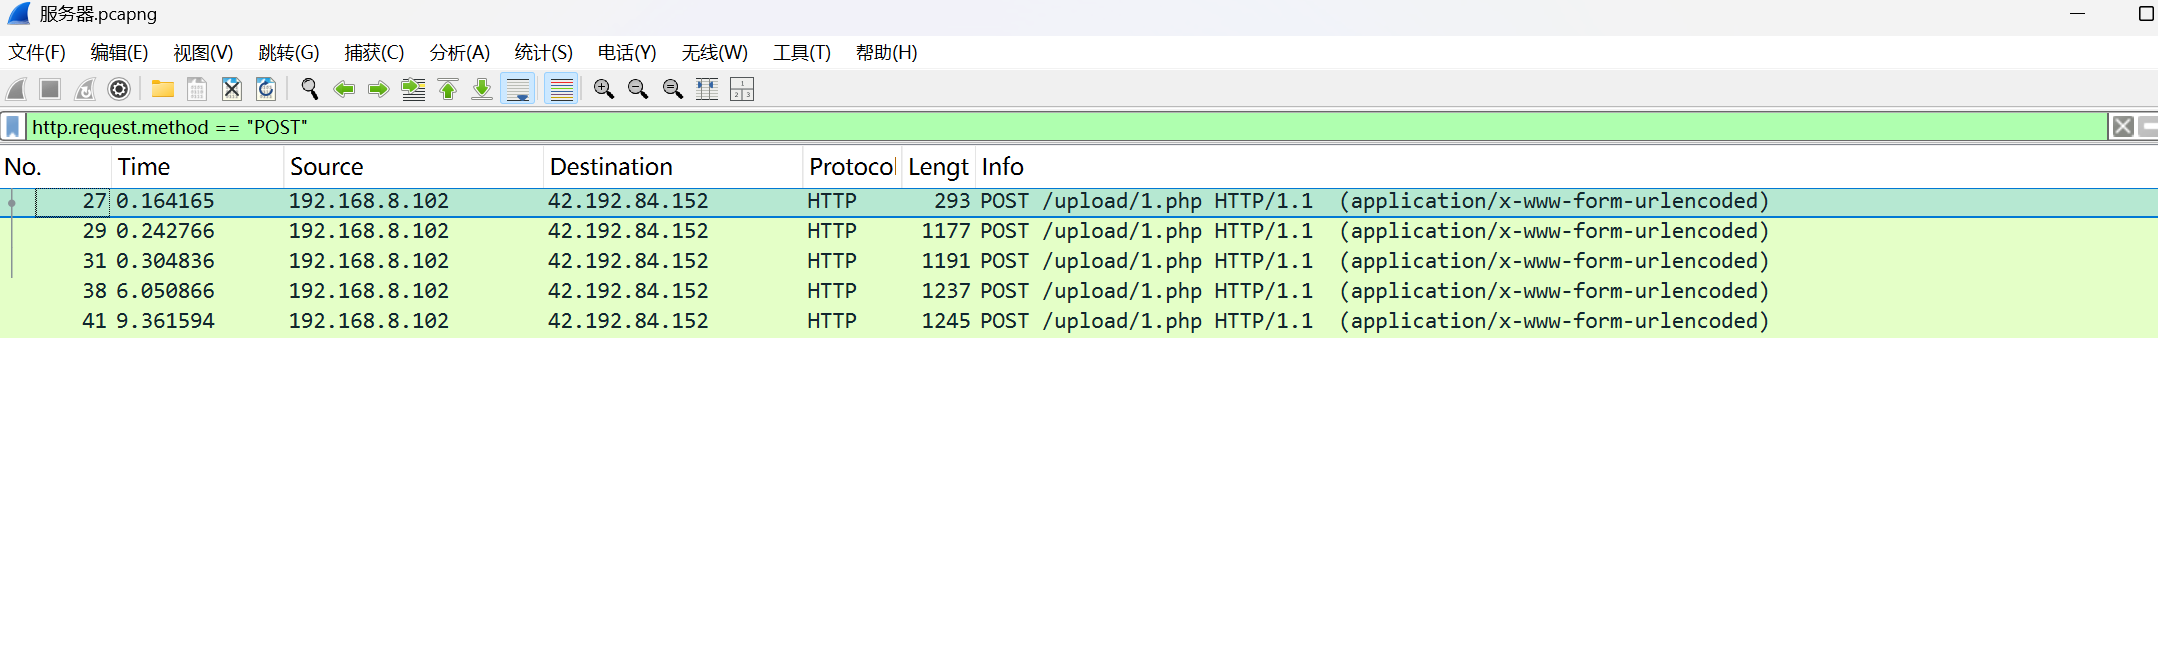 服务器.pcapng
文件(F) 编辑(E) 视图(V) 跳转(G) 捕获(C) 分析(A) 统计(S) 电话(Y) 无线(W) 工具(T) 帮助(H)
http.request.method == "POST"
No. Time Source Destination Protocol Lengt Info
27 0.164165 192.168.8.102 42.192.84.152 HTTP 293 POST /upload/1.php HTTP/1.1 (application/x-www-form-urlencoded)
29 0.242766 192.168.8.102 42.192.84.152 HTTP 1177 POST /upload/1.php HTTP/1.1 (application/x-www-form-urlencoded)
31 0.304836 192.168.8.102 42.192.84.152 HTTP 1191 POST /upload/1.php HTTP/1.1 (application/x-www-form-urlencoded)
38 6.050866 192.168.8.102 42.192.84.152 HTTP 1237 POST /upload/1.php HTTP/1.1 (application/x-www-form-urlencoded)
41 9.361594 192.168.8.102 42.192.84.152 HTTP 1245 POST /upload/1.php HTTP/1.1 (application/x-www-form-urlencoded)